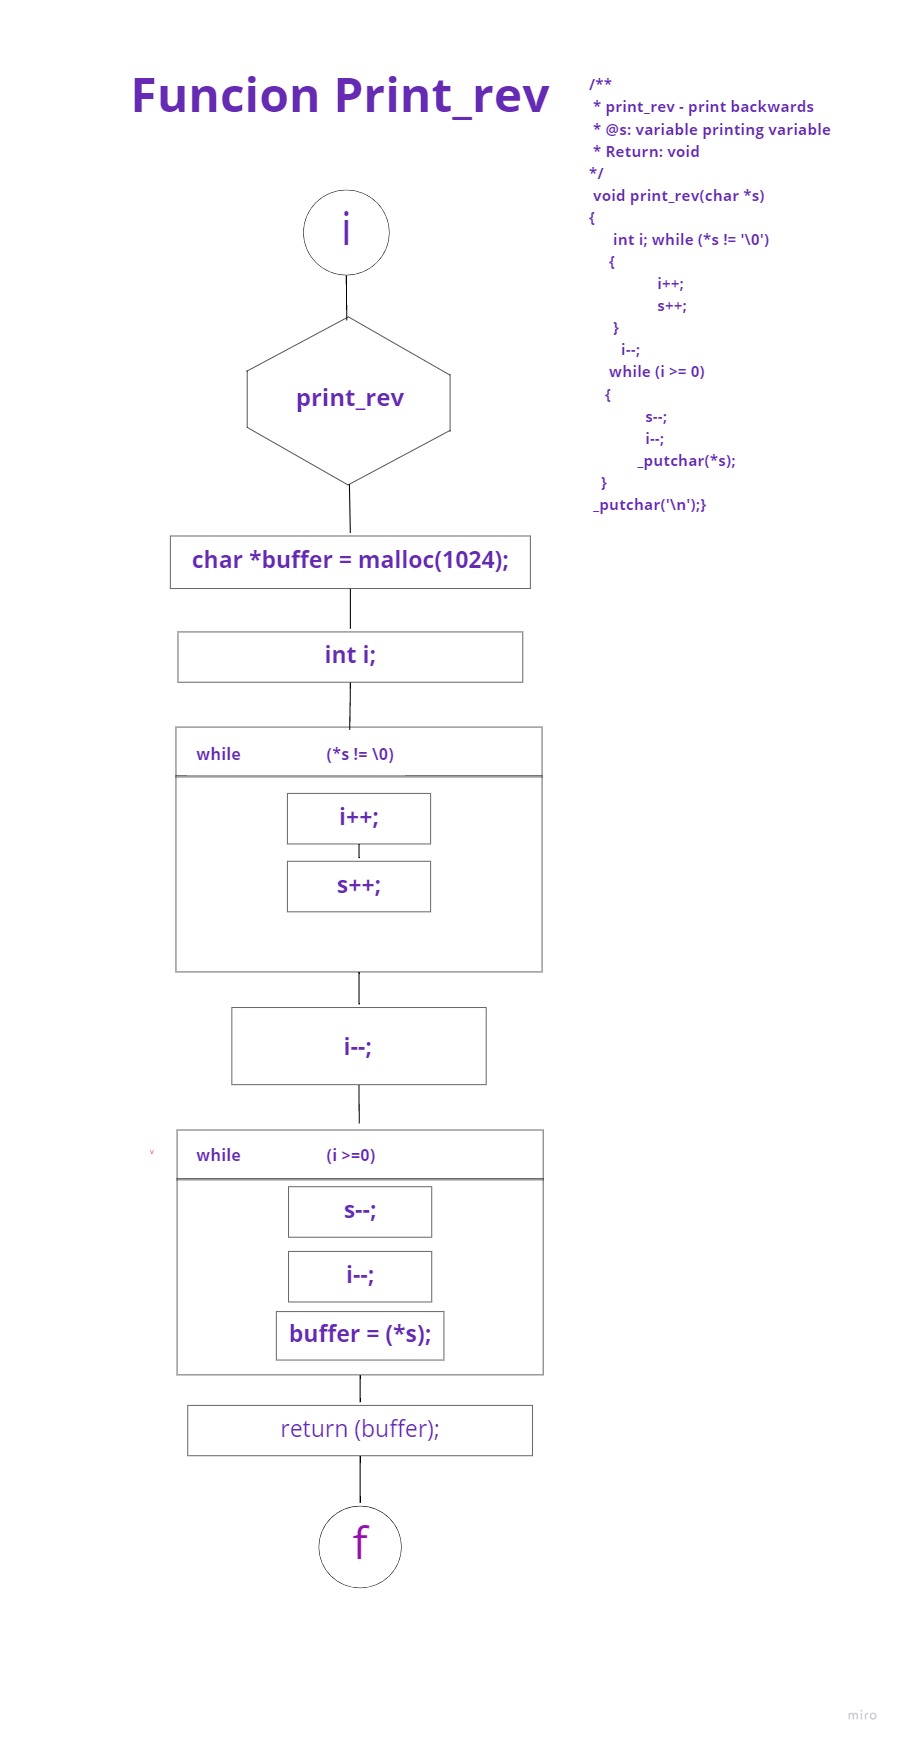 Funcion Print_rev
/**
* print_rev - print backwards
* @s: variable printing variable
* Return: void
*/
void print_rev(char *s)
{
int i; while (*s != '\0')
{
i++;
s++;
}
i--;
while (i >= 0)
{
s--;
i--;
_putchar(*s);
}
_putchar('\n');}
i
print_rev
char *buffer = malloc(1024);
int i;
while (*s != \0)
i++;
s++;
i--;
v
while (i >=0)
s--;
i--;
buffer = (*s);
return (buffer);
f
miro